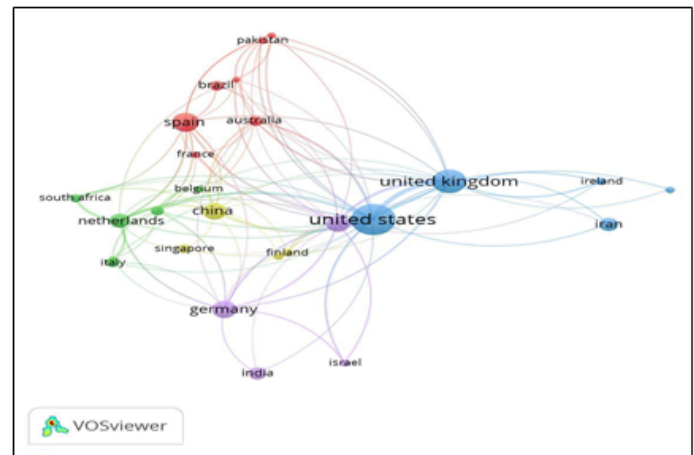 pakistan
brazil
spain
australia
france
united kingdom
ireland
belgium
south africa
china
netherlands
united states
iran
singapore
finland
italy
germany
israel
india
VOSviewer